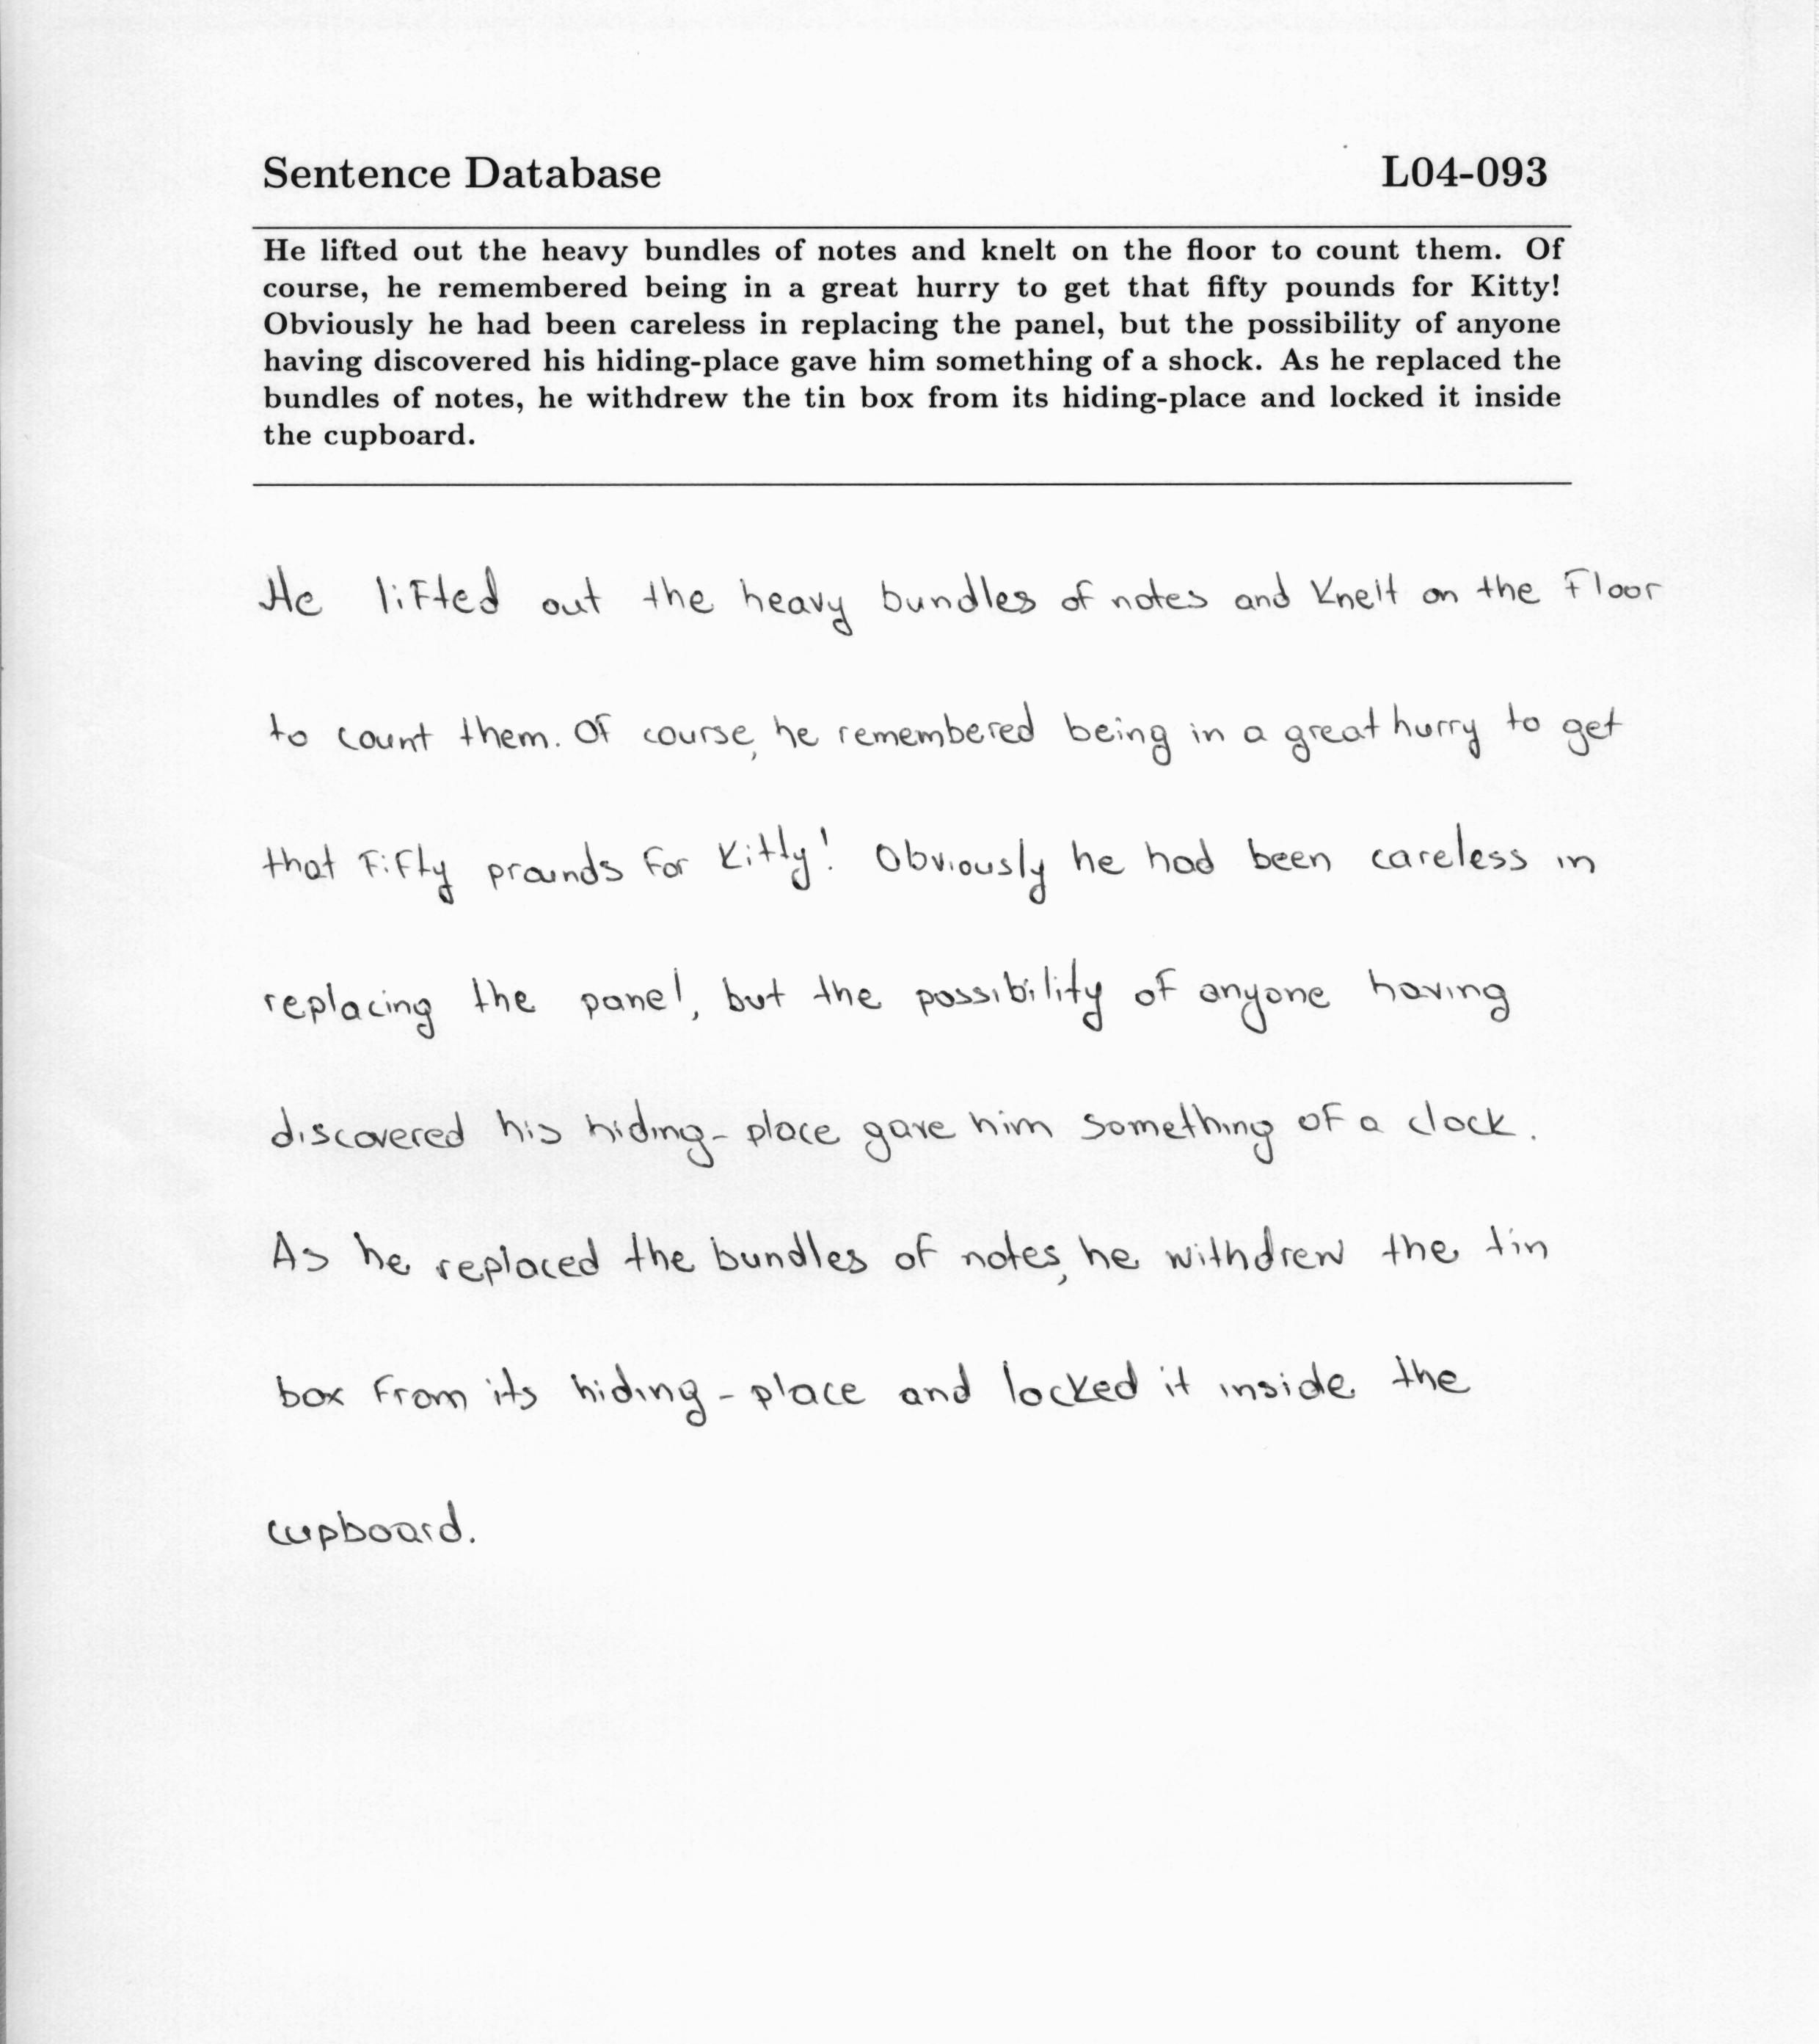 Sentence Database L04-093
He lifted out the heavy bundles of notes and knelt on the floor to count them. Of
course, he remembered being in a great hurry to get that fifty pounds for Kitty!
Obviously he had been careless in replacing the panel, but the possibility of anyone
having discovered his hiding-place gave him something of a shock. As he replaced the
bundles of notes, he withdrew the tin box from its hiding-place and locked it inside
the cupboard.
He lifted out the heavy bundles of notes and knelt on the floor
to count them. Of course, he remembered being in a great hurry to get
that fifty prounds for Kitty! Obviously he had been careless in
replacing the panel, but the possibility of anyone having
discovered his hiding-place gave him something of a clock.
As he replaced the bundles of notes, he withdrew the tin
box from its hiding-place and locked it inside the
cupboard.